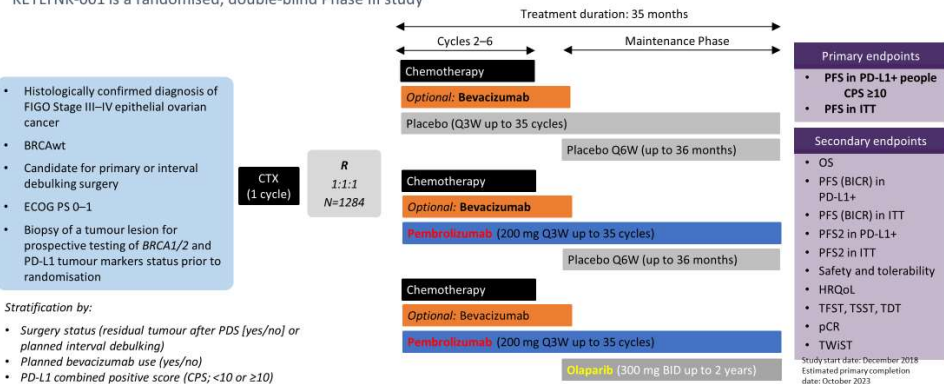 KEYLYNK-001 is a randomised, double-blind Phase III study
Treatment duration: 35 months
Cycles 2–6
Maintenance Phase
• Histologically confirmed diagnosis of
FIGO Stage III–IV epithelial ovarian
cancer
• BRCAwt
• Candidate for primary or interval
debulking surgery
• ECOG PS 0–1
• Biopsy of a tumour lesion for
prospective testing of BRCA1/2 and
PD-L1 tumour markers status prior to
randomisation
Stratification by:
• Surgery status (residual tumour after PDS [yes/no] or
planned interval debulking)
• Planned bevacizumab use (yes/no)
• PD-L1 combined positive score (CPS; <10 or ≥10)
CTX
(1 cycle)
R
1:1:1
N=1284
Chemotherapy
Optional: Bevacizumab
Placebo (Q3W up to 35 cycles)
Placebo Q6W (up to 36 months)
Chemotherapy
Optional: Bevacizumab
Pembrolizumab (200 mg Q3W up to 35 cycles)
Placebo Q6W (up to 36 months)
Chemotherapy
Optional: Bevacizumab
Pembrolizumab (200 mg Q3W up to 35 cycles)
Olaparib (300 mg BID up to 2 years)
Primary endpoints
• PFS in PD-L1+ people
CPS ≥10
• PFS in ITT
Secondary endpoints
• OS
• PFS (BICR) in
PD-L1+
• PFS (BICR) in ITT
• PFS2 in PD-L1+
• PFS2 in ITT
• Safety and tolerability
• HRQoL
• TFST, TSST, TDT
• pCR
• TWiST
Study start date: December 2018
Estimated primary completion
date: October 2023